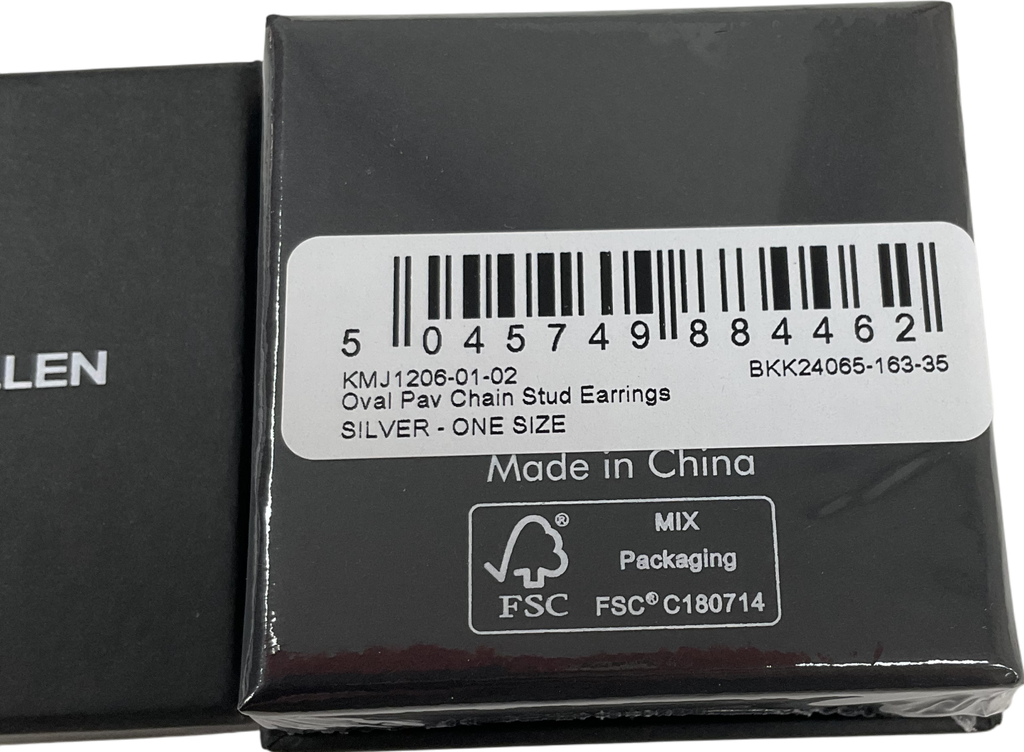 LLEN
5 045749 884462
KMJ1206-01-02
BKK24065-163-35
Oval Pav Chain Stud Earrings
SILVER - ONE SIZE
Made in China
MIX
Packaging
FSC® C180714
®
FSC